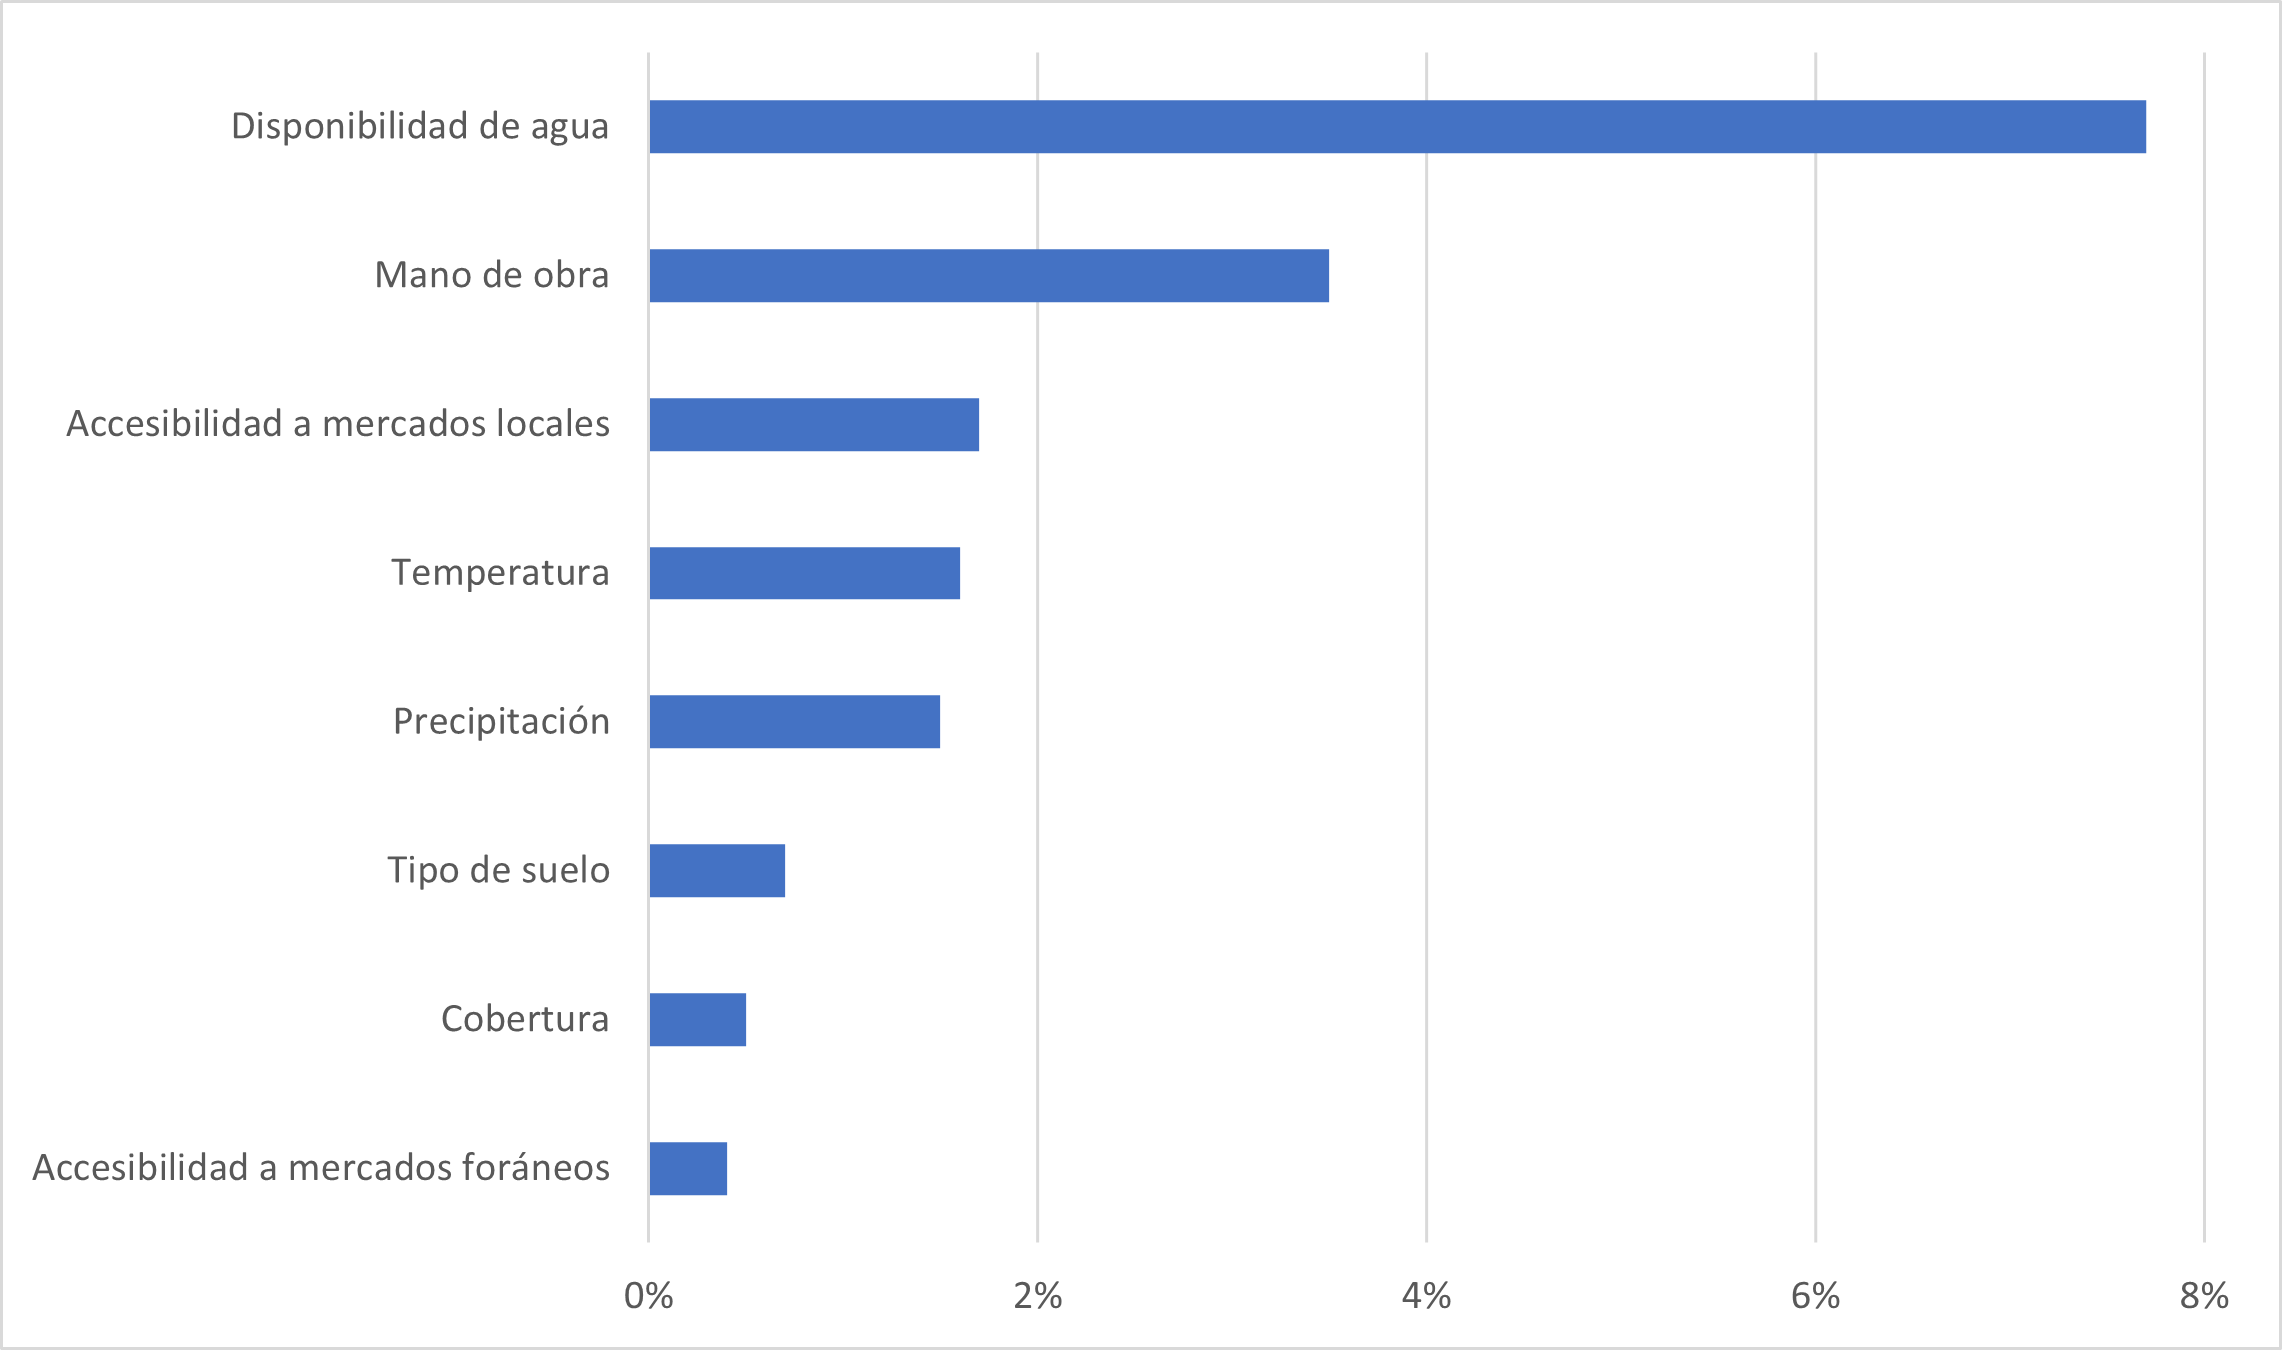 Disponibilidad de agua
Mano de obra
Accesibilidad a mercados locales
Temperatura
Precipitación
Tipo de suelo
Cobertura
Accesibilidad a mercados foráneos
0% 2% 4% 6% 8%